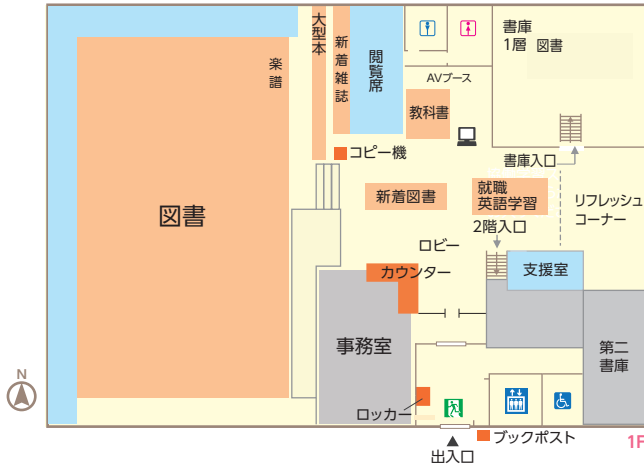 大型本
新着雑誌
閲覧席
楽譜
書庫
1層 図書
AVブース
教科書
コピー機
書庫入口
新着図書
就職
英語学習
リフレッシュ
コーナー
図書
2階入口
ロビー
カウンター
支援室
事務室
第二
書庫
N
ロッカー
ブックポスト
出入口
1F